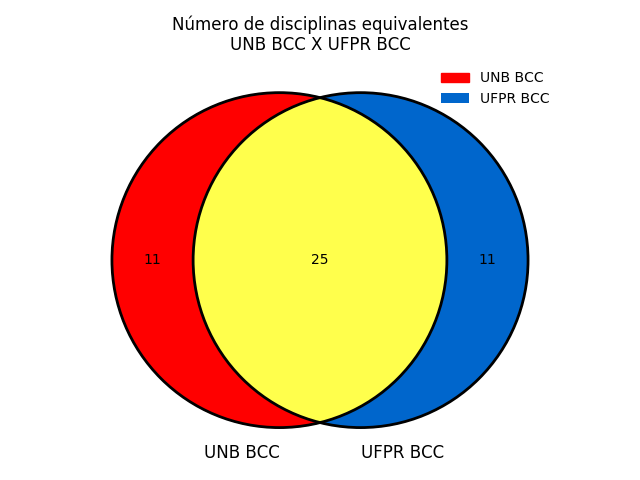 Número de disciplinas equivalentes
UNB BCC X UFPR BCC
UNB BCC
UFPR BCC
11
25
11
UNB BCC
UFPR BCC